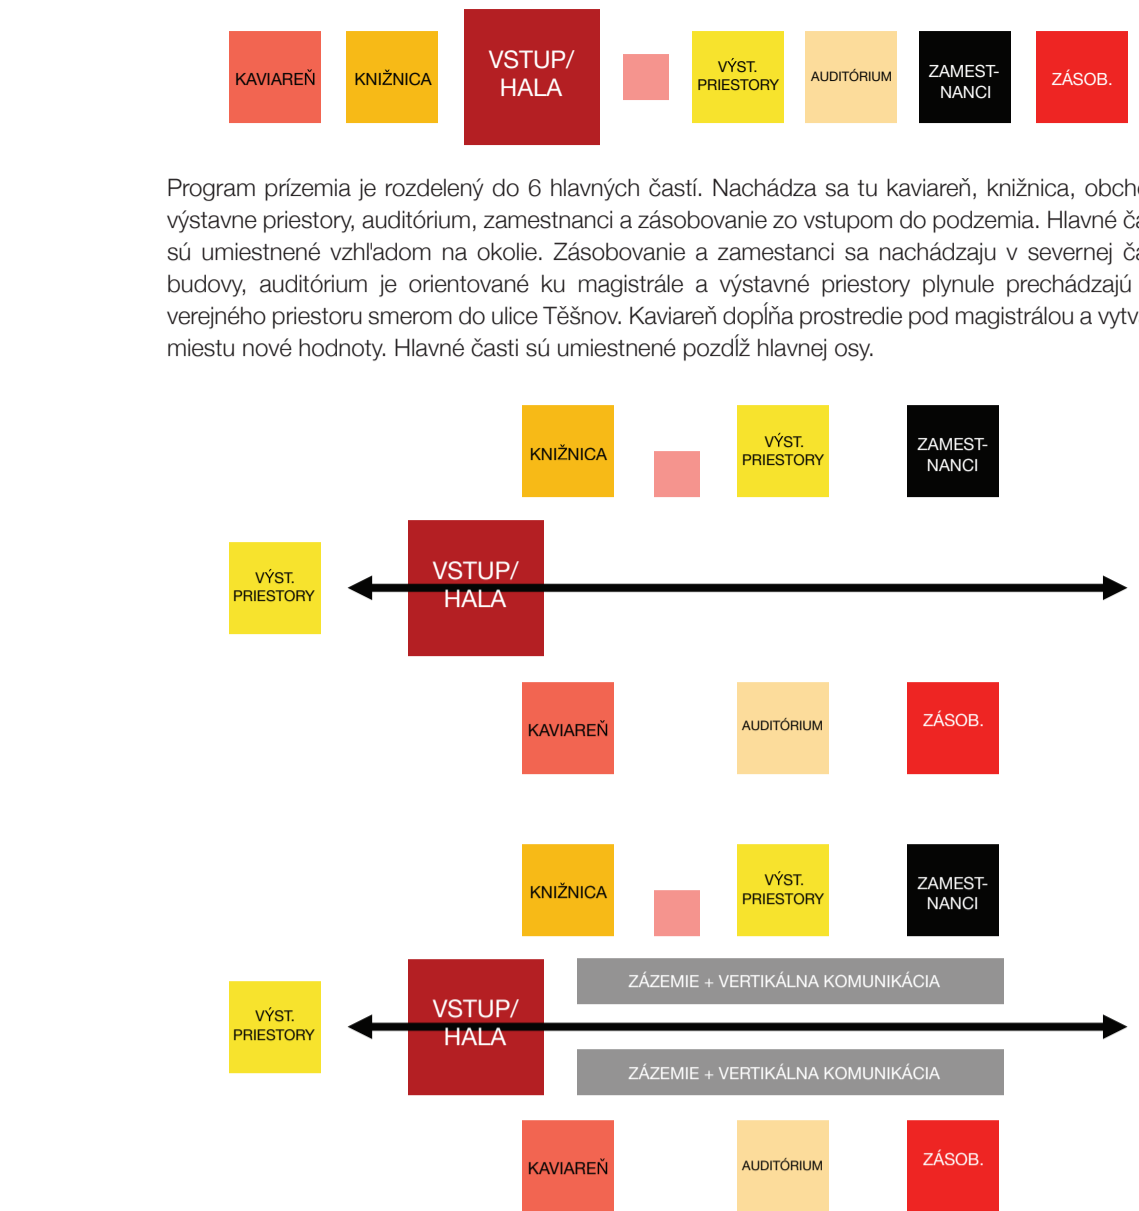 KAVIAREŇ
KNIŽNICA
VSTUP/
HALA
VÝST.
PRIESTORY
AUDITÓRIUM
ZAMEST-
NANCI
ZÁSOB.
Program prízemia je rozdelený do 6 hlavných častí. Nachádza sa tu kaviareň, knižnica,
výstavne priestory, auditórium, zamestnanci a zásobovanie zo vstupom do podzemia. Hlavné
sú umiestnené vzhľadom na okolie. Zásobovanie a zamestanci sa nachádzaju v severnej
budovy, auditórium je orientované ku magistrále a výstavné priestory plynule prechádzajú
verejného priestoru smerom do ulice Těšnov. Kaviareň dopĺňa prostredie pod magistrálou a
miestu nové hodnoty. Hlavné časti sú umiestnené pozdĺž hlavnej osy.
KNIŽNICA
VÝST.
PRIESTORY
ZAMEST-
NANCI
VÝST.
PRIESTORY
VSTUP/
HALA
KAVIAREŇ
AUDITÓRIUM
ZÁSOB.
KNIŽNICA
VÝST.
PRIESTORY
ZAMEST-
NANCI
ZÁZEMIE + VERTIKÁLNA KOMUNIKÁCIA
VÝST.
PRIESTORY
VSTUP/
HALA
ZÁZEMIE + VERTIKÁLNA KOMUNIKÁCIA
KAVIAREŇ
AUDITÓRIUM
ZÁSOB.